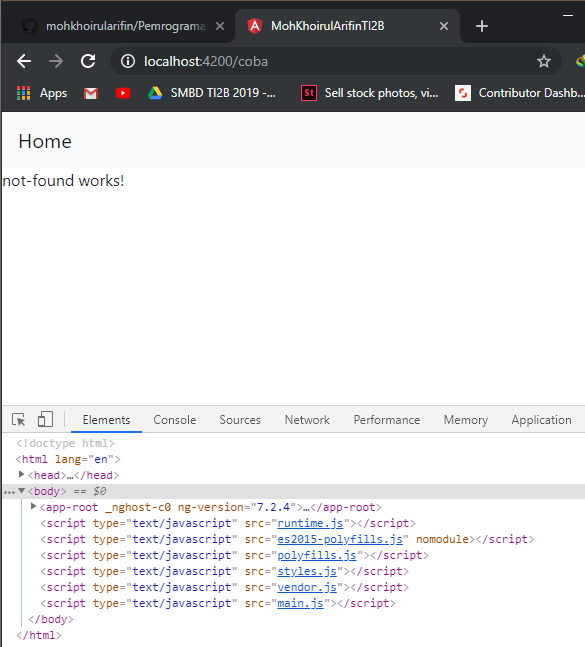 mohkhoirularifin/Pemrograma
MohKhoirulArifinTI2B
localhost:4200/coba
Apps
SMBD TI2B 2019 -...
St
Sell stock photos, vi...
Contributor Dashb...
Home
not-found works!
Elements Console Sources Network Performance Memory Application
<!doctype html>
<html lang="en">
<head>…</head>
<body> == $0
<app-root _nghost-c0 ng-version="7.2.4">…</app-root>
<script type="text/javascript" src="runtime.js"></script>
<script type="text/javascript" src="es2015-polyfills.js" nomodule></script>
<script type="text/javascript" src="polyfills.js"></script>
<script type="text/javascript" src="styles.js"></script>
<script type="text/javascript" src="vendor.js"></script>
<script type="text/javascript" src="main.js"></script>
</body>
</html>